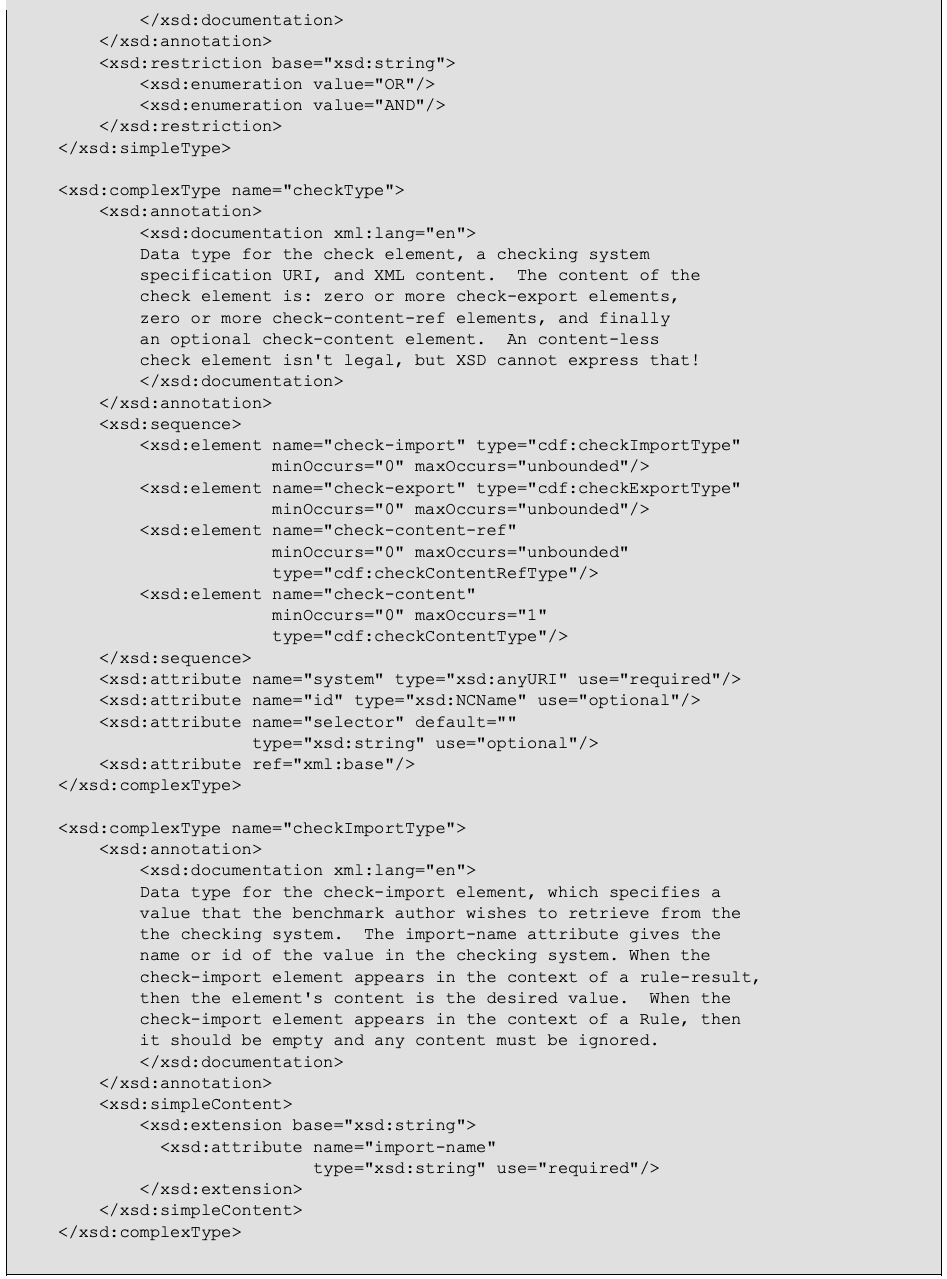 </xsd:documentation>
    </xsd:annotation>
    <xsd:restriction base="xsd:string">
        <xsd:enumeration value="OR"/>
        <xsd:enumeration value="AND"/>
    </xsd:restriction>
</xsd:simpleType>

<xsd:complexType name="checkType">
    <xsd:annotation>
        <xsd:documentation xml:lang="en">
        Data type for the check element, a checking system
        specification URI, and XML content.  The content of the
        check element is: zero or more check-export elements,
        zero or more check-content-ref elements, and finally
        an optional check-content element.  An content-less
        check element isn't legal, but XSD cannot express that!
        </xsd:documentation>
    </xsd:annotation>
    <xsd:sequence>
        <xsd:element name="check-import" type="cdf:checkImportType"
                     minOccurs="0" maxOccurs="unbounded"/>
        <xsd:element name="check-export" type="cdf:checkExportType"
                     minOccurs="0" maxOccurs="unbounded"/>
        <xsd:element name="check-content-ref"
                     minOccurs="0" maxOccurs="unbounded"
                     type="cdf:checkContentRefType"/>
        <xsd:element name="check-content"
                     minOccurs="0" maxOccurs="1"
                     type="cdf:checkContentType"/>
    </xsd:sequence>
    <xsd:attribute name="system" type="xsd:anyURI" use="required"/>
    <xsd:attribute name="id" type="xsd:NCName" use="optional"/>
    <xsd:attribute name="selector" default=""
                   type="xsd:string" use="optional"/>
    <xsd:attribute ref="xml:base"/>
</xsd:complexType>

<xsd:complexType name="checkImportType">
    <xsd:annotation>
        <xsd:documentation xml:lang="en">
        Data type for the check-import element, which specifies a
        value that the benchmark author wishes to retrieve from the
        the checking system.  The import-name attribute gives the
        name or id of the value in the checking system. When the
        check-import element appears in the context of a rule-result,
        then the element's content is the desired value.  When the
        check-import element appears in the context of a Rule, then
        it should be empty and any content must be ignored.
        </xsd:documentation>
    </xsd:annotation>
    <xsd:simpleContent>
        <xsd:extension base="xsd:string">
          <xsd:attribute name="import-name"
                         type="xsd:string" use="required"/>
        </xsd:extension>
    </xsd:simpleContent>
</xsd:complexType>